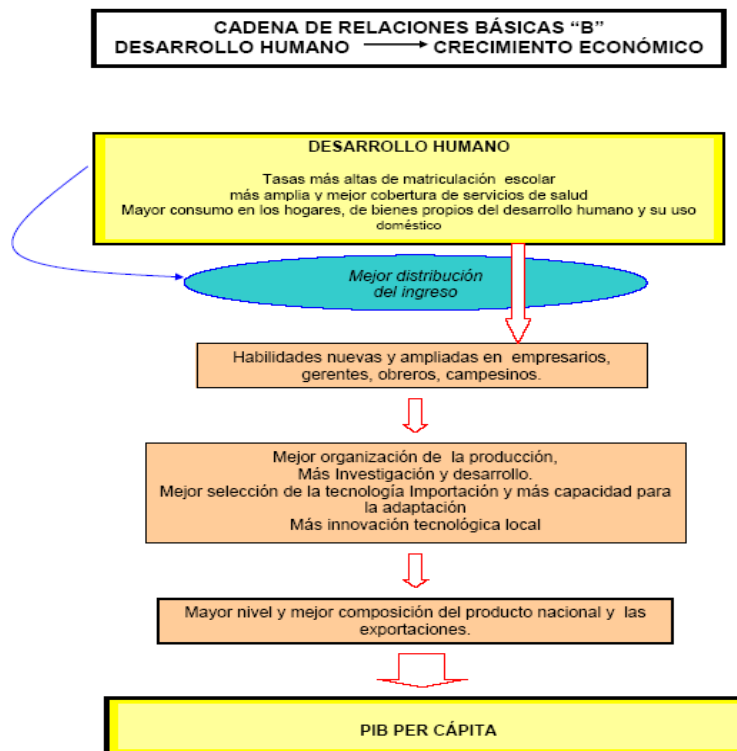 CADENA DE RELACIONES BÁSICAS “B”
DESARROLLO HUMANO CRECIMIENTO ECONÓMICO
DESARROLLO HUMANO
Tasas más altas de matriculación escolar
más amplia y mejor cobertura de servicios de salud
Mayor consumo en los hogares, de bienes propios del desarrollo humano y su uso
doméstico
Mejor distribución
del ingreso
Habilidades nuevas y ampliadas en empresarios,
gerentes, obreros, campesinos.
Mejor organización de la producción,
Más Investigación y desarrollo.
Mejor selección de la tecnología Importación y más capacidad para
la adaptación
Más innovación tecnológica local
Mayor nivel y mejor composición del producto nacional y las
exportaciones.
PIB PER CÁPITA